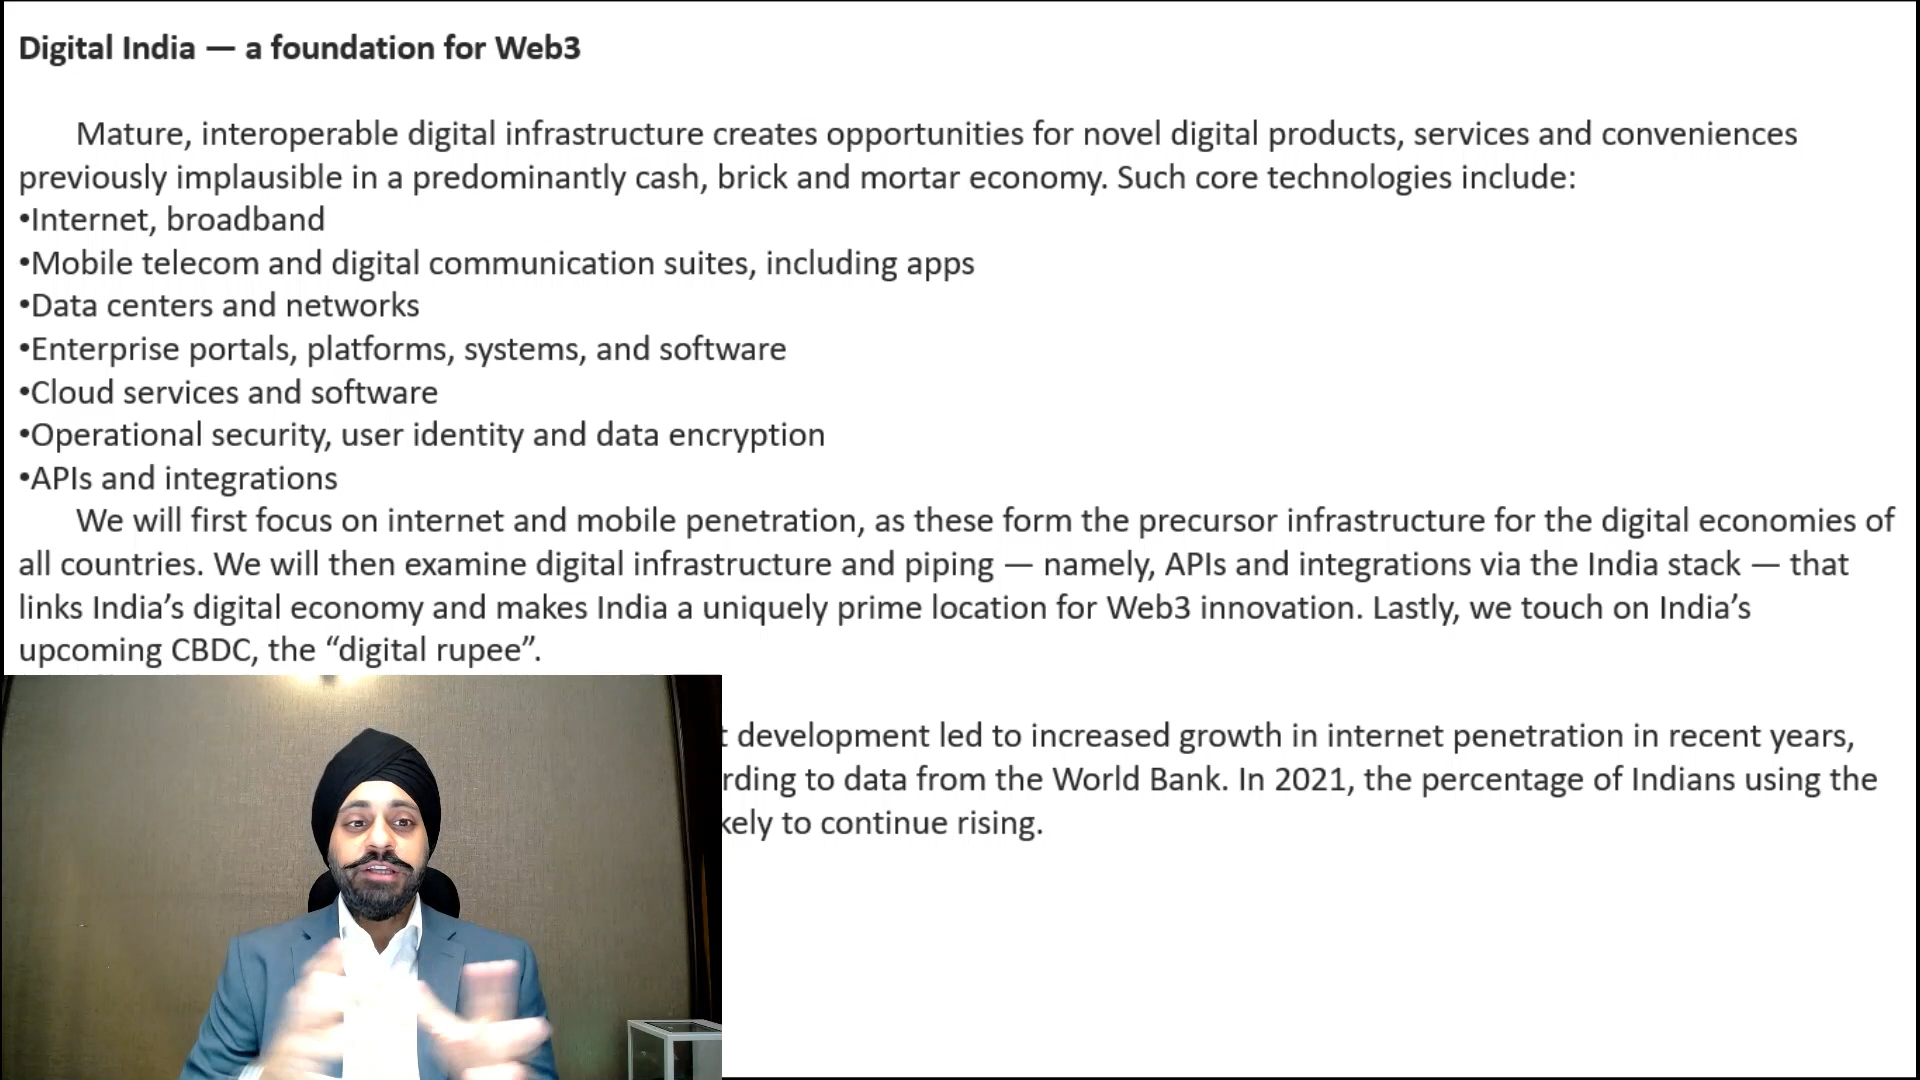 Digital India — a foundation for Web3
Mature, interoperable digital infrastructure creates opportunities for novel digital products, services and conveniences
previously implausible in a predominantly cash, brick and mortar economy. Such core technologies include:
•Internet, broadband
•Mobile telecom and digital communication suites, including apps
•Data centers and networks
•Enterprise portals, platforms, systems, and software
•Cloud services and software
•Operational security, user identity and data encryption
•APIs and integrations
We will first focus on internet and mobile penetration, as these form the precursor infrastructure for the digital economies of
all countries. We will then examine digital infrastructure and piping — namely, APIs and integrations via the India stack — that
links India’s digital economy and makes India a uniquely prime location for Web3 innovation. Lastly, we touch on India’s
upcoming CBDC, the “digital rupee”.
development led to increased growth in internet penetration in recent years,
to data from the World Bank. In 2021, the percentage of Indians using the
to continue rising.